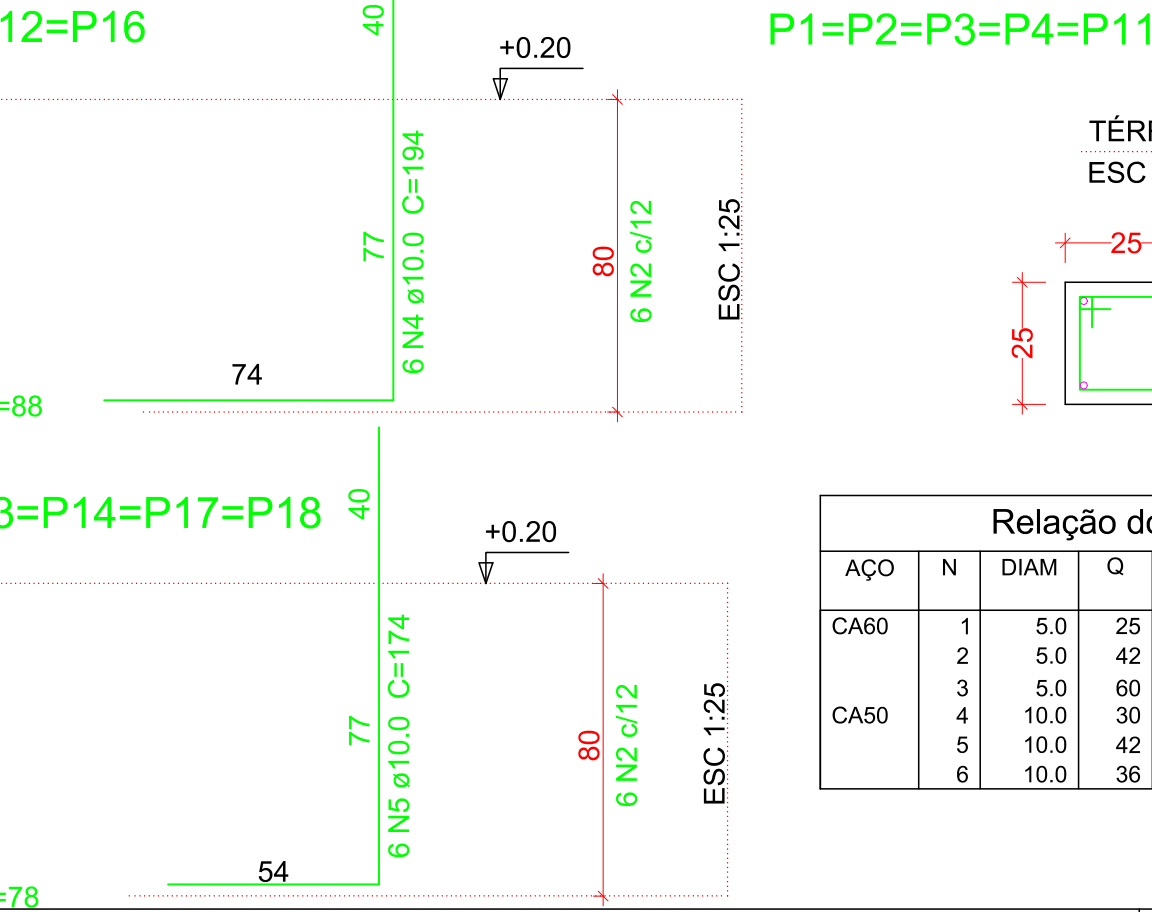 12=P16
40
+0.20
P1=P2=P3=P4=P11
77
6 N4 ø10.0 C=194
80
6 N2 c/12
ESC 1:25
74
=88
TÉR
ESC
25
25
3=P14=P17=P18
40
+0.20
77
6 N5 ø10.0 C=174
80
6 N2 c/12
ESC 1:25
54
=78
Relação do
AÇO N DIAM Q
CA60 1 5.0 25
2 5.0 42
3 5.0 60
CA50 4 10.0 30
5 10.0 42
6 10.0 36